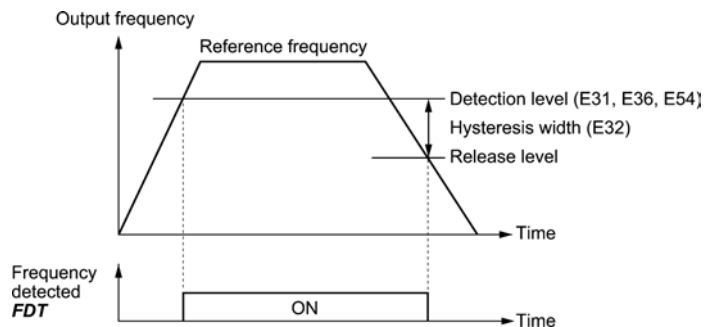 Output frequency
Reference frequency
Detection level (E31, E36, E54)
Hysteresis width (E32)
Release level
Time
Frequency
detected
FDT
ON
Time